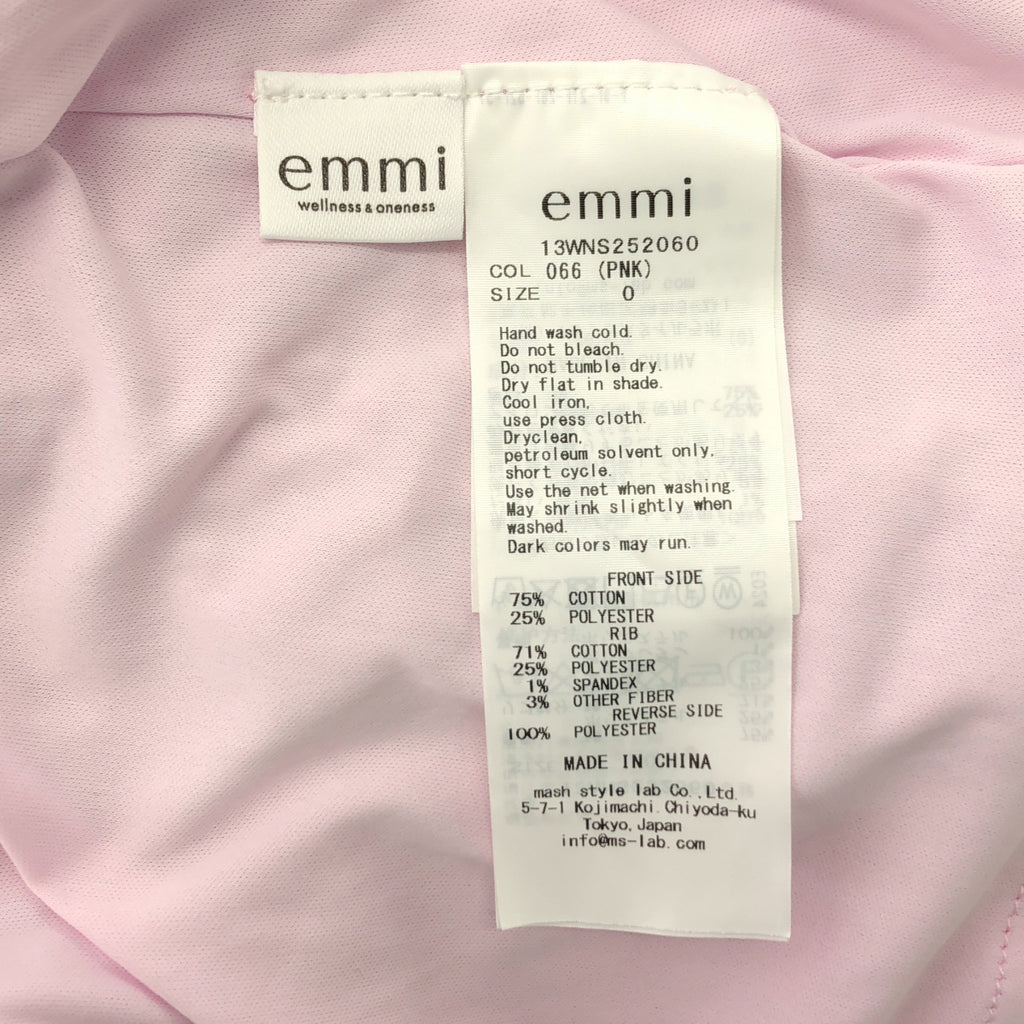 emmi
wellness & oneness
emmi
13WNS252060
COL 066 (PNK)
SIZE 0
Hand wash cold.
Do not bleach.
Do not tumble dry.
Dry flat in shade.
Cool iron,
use press cloth.
Dryclean,
petroleum solvent only,
short cycle.
Use the net when washing.
May shrink slightly when
washed.
Dark colors may run.
FRONT SIDE
75% COTTON
25% POLYESTER
RIB
71% COTTON
25% POLYESTER
1% SPANDEX
3% OTHER FIBER
REVERSE SIDE
100% POLYESTER
MADE IN CHINA
mash style lab Co.,Ltd.
5-7-1 Kojimachi Chiyoda-ku
Tokyo, Japan
info@ms-lab.com